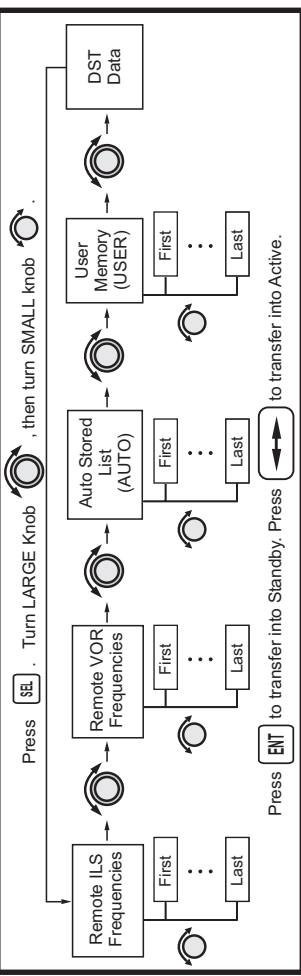 Press SEL . Turn LARGE Knob , then turn SMALL knob .
Remote ILS
Frequencies
First
Last
Remote VOR
Frequencies
First
Last
Auto Stored
List
(AUTO)
First
Last
User
Memory
(USER)
First
Last
DST
Data
Press ENT to transfer into Standby. Press to transfer into Active.